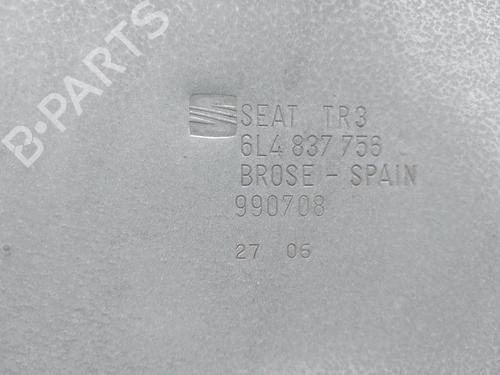 B-PARTS
SEAT TR3
6L4 837 756
BROSE - SPAIN
990708
27 06